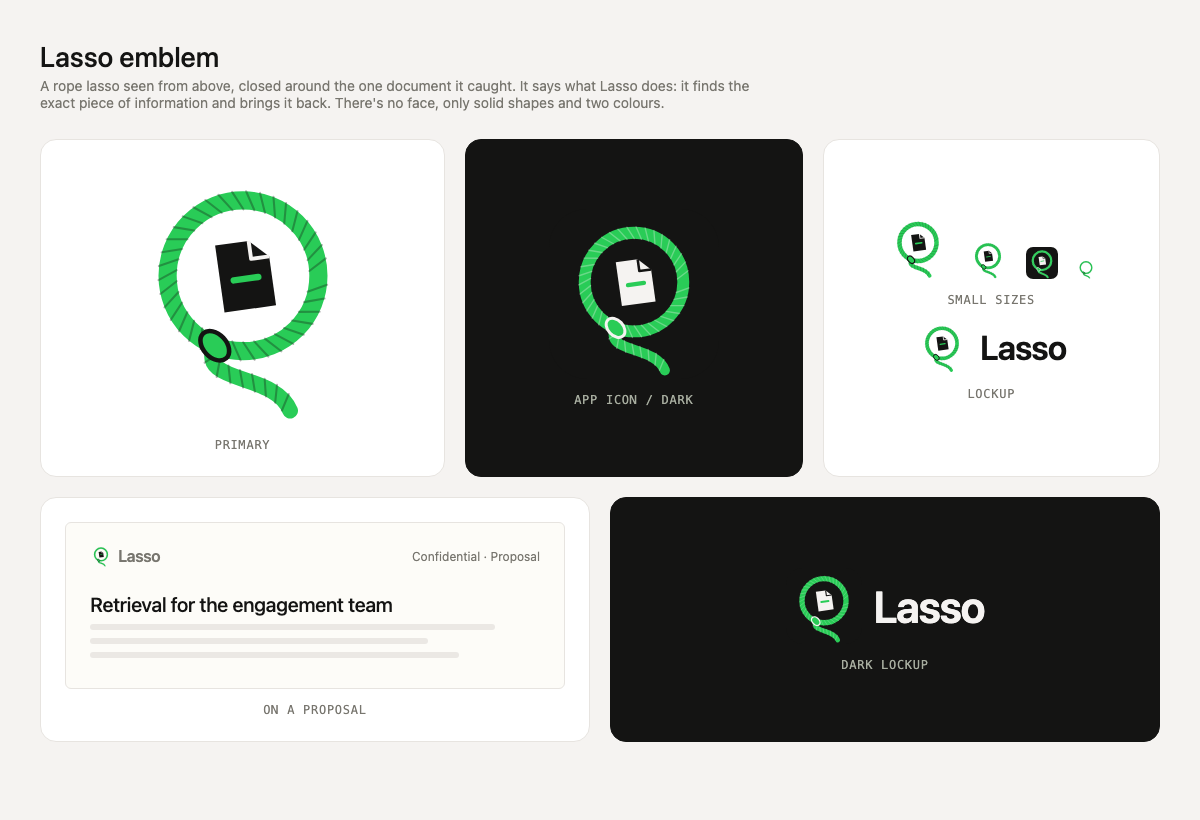 Lasso emblem
A rope lasso seen from above, closed around the one document it caught. It says what Lasso does: it finds the
exact piece of information and brings it back. There's no face, only solid shapes and two colours.
PRIMARY
APP ICON / DARK
SMALL SIZES
Lasso
LOCKUP
Lasso
Confidential · Proposal
Retrieval for the engagement team
ON A PROPOSAL
Lasso
DARK LOCKUP